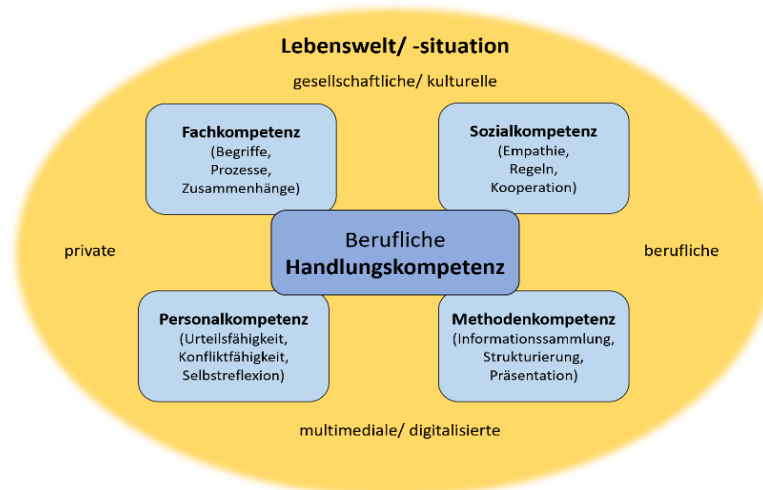 Lebenswelt/ -situation
gesellschaftliche/ kulturelle
Fachkompetenz
(Begriffe,
Prozesse,
Zusammenhänge)
Sozialkompetenz
(Empathie,
Regeln,
Kooperation)
private
Berufliche
Handlungskompetenz
berufliche
Personalkompetenz
(Urteilsfähigkeit,
Konfliktfähigkeit,
Selbstreflexion)
Methodenkompetenz
(Informationssammlung,
Strukturierung,
Präsentation)
multimediale/ digitalisierte